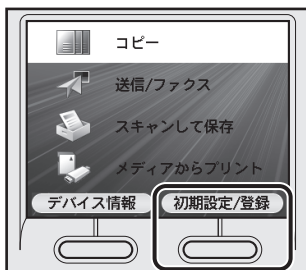 コピー
送信/ファクス
スキャンして保存
メディアからプリント
デバイス情報 初期設定/登録